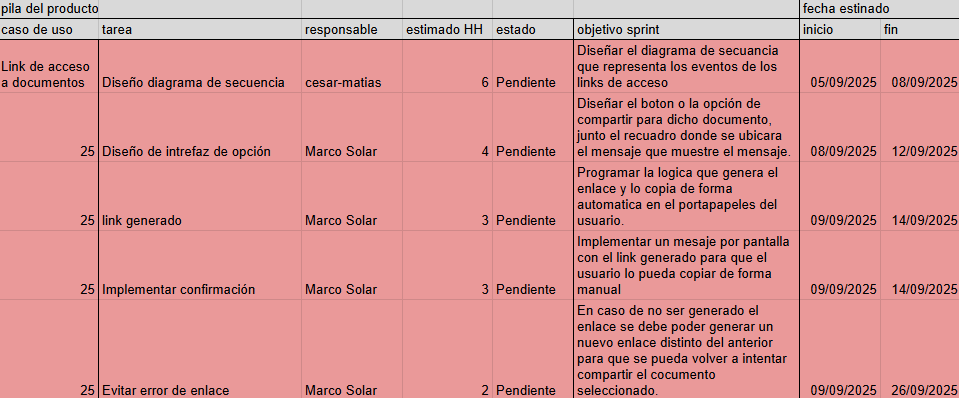 pila del producto fecha estinado
caso de uso tarea responsable estimado HH estado objetivo sprint inicio fin
Link de acceso a documentos Diseño diagrama de secuencia cesar-matias 6 Pendiente Diseñar el diagrama de secuancia que representa los eventos de los links de acceso 05/09/2025 08/09/2025
25 Diseño de intrefaz de opción Marco Solar 4 Pendiente Diseñar el boton o la opción de compartir para dicho documento, junto el recuadro donde se ubicara el mensaje que muestre el mensaje. 08/09/2025 12/09/2025
25 link generado Marco Solar 3 Pendiente Programar la logica que genera el enlace y lo copia de forma automatica en el portapapeles del usuario. 09/09/2025 14/09/2025
25 Implementar confirmación Marco Solar 3 Pendiente Implementar un mesaje por pantalla con el link generado para que el usuario lo pueda copiar de forma manual 09/09/2025 14/09/2025
25 Evitar error de enlace Marco Solar 2 Pendiente En caso de no ser generado el enlace se debe poder generar un nuevo enlace distinto del anterior para que se pueda volver a intentar compartir el cocumento seleccionado. 09/09/2025 26/09/2025